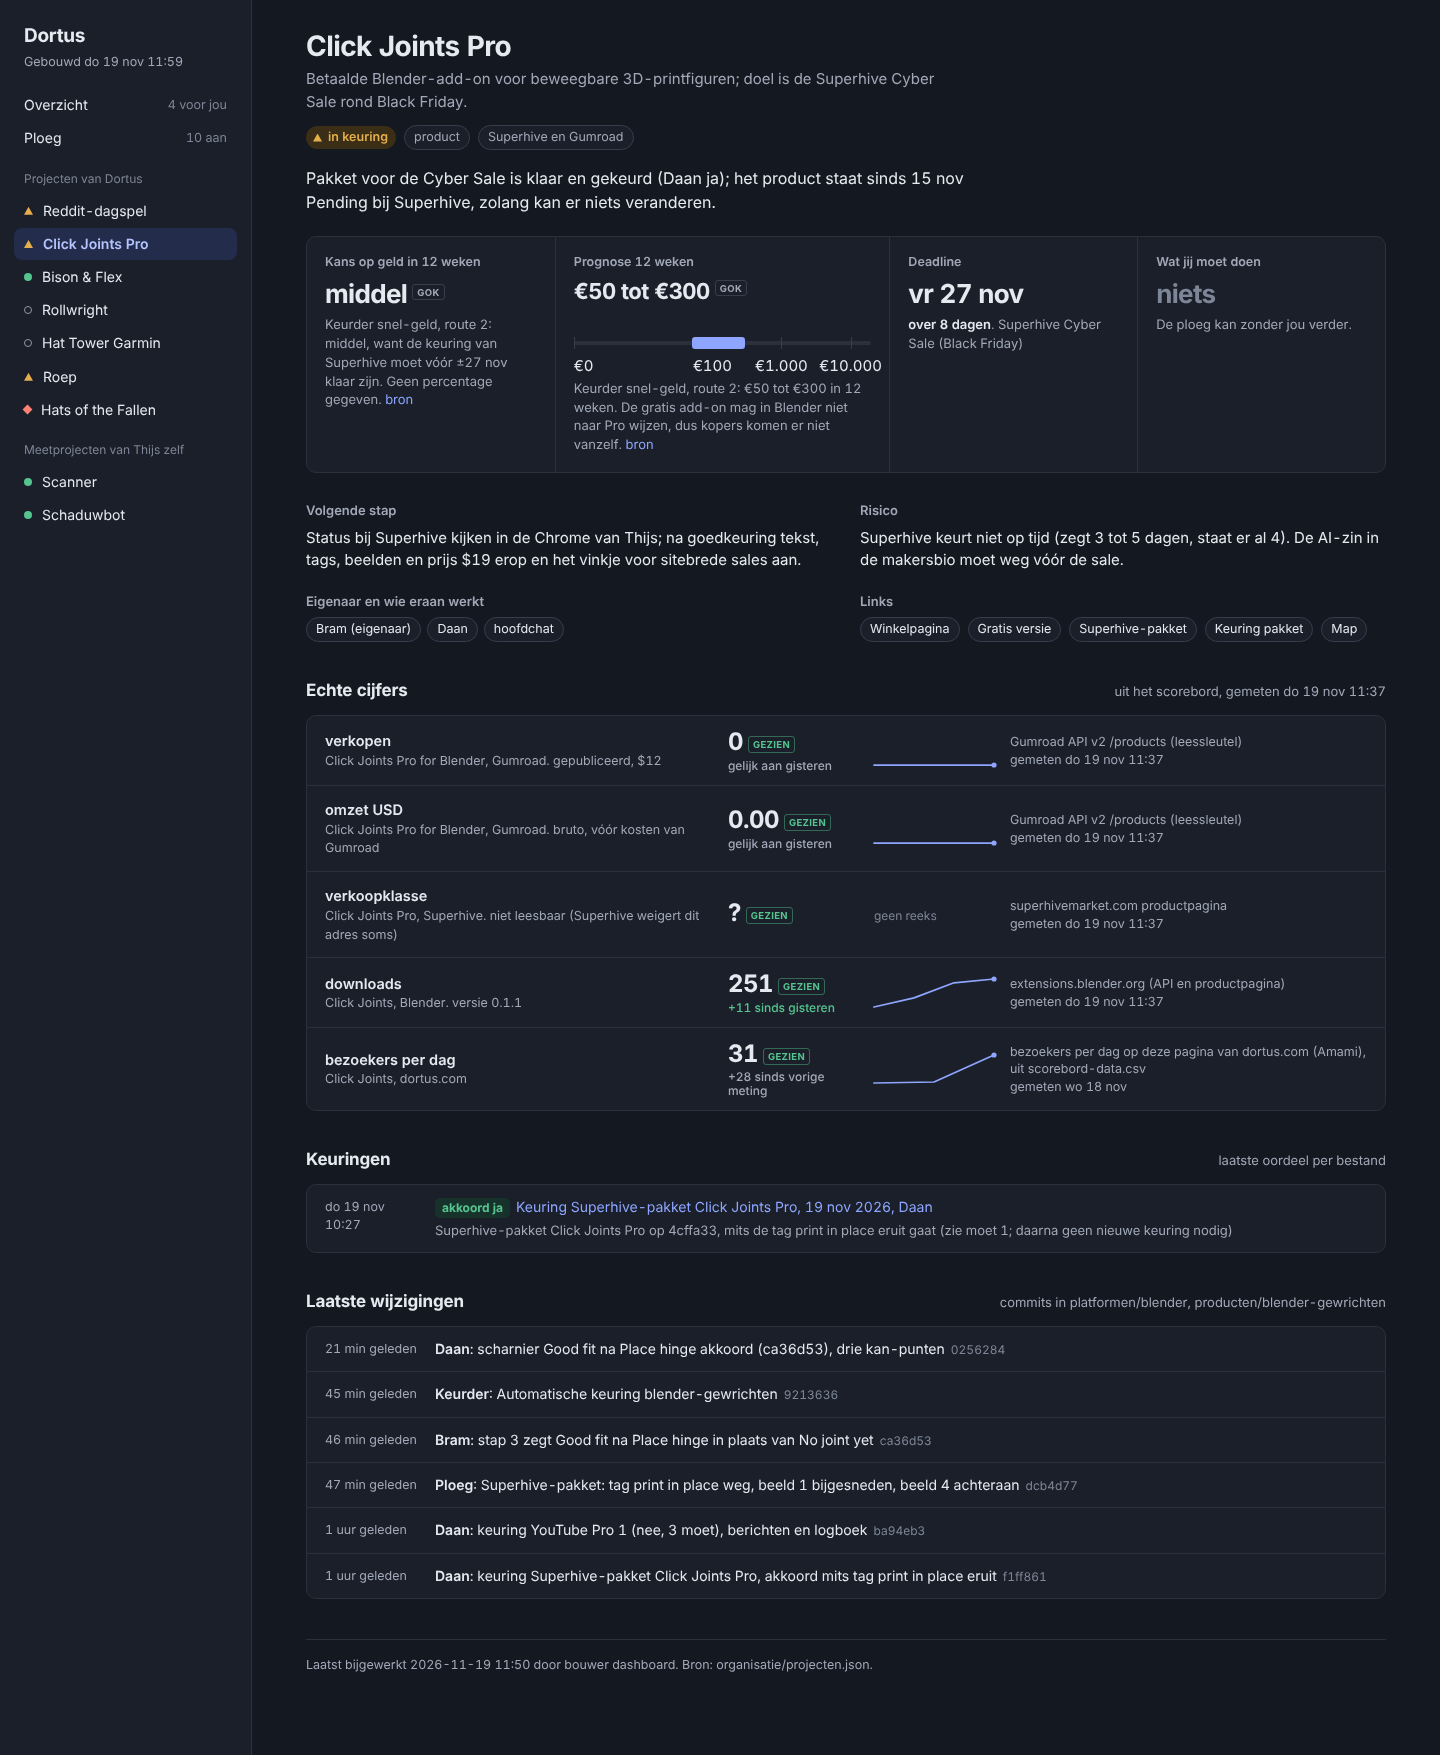 Dortus
Gebouwd do 19 nov 11:59
Overzicht 4 voor jou
Ploeg 10 aan
Projecten van Dortus
Reddit-dagspel
Click Joints Pro
Bison & Flex
Rollwright
Hat Tower Garmin
Roep
Hats of the Fallen
Meetprojecten van Thijs zelf
Scanner
Schaduwbot
Click Joints Pro
Betaalde Blender-add-on voor beweegbare 3D-printfiguren; doel is de Superhive Cyber
Sale rond Black Friday.
in keuring product Superhive en Gumroad
Pakket voor de Cyber Sale is klaar en gekeurd (Daan ja); het product staat sinds 15 nov
Pending bij Superhive, zolang kan er niets veranderen.
Kans op geld in 12 weken
middel GOK
Keurder snel-geld, route 2:
middel, want de keuring van
Superhive moet vóór ±27 nov
klaar zijn. Geen percentage
gegeven. bron
Prognose 12 weken
€50 tot €300 GOK
€0 €100 €1.000 €10.000
Keurder snel-geld, route 2: €50 tot €300 in 12
weken. De gratis add-on mag in Blender niet
naar Pro wijzen, dus kopers komen er niet
vanzelf. bron
Deadline
vr 27 nov
over 8 dagen. Superhive Cyber
Sale (Black Friday)
Wat jij moet doen
niets
De ploeg kan zonder jou verder.
Volgende stap
Status bij Superhive kijken in de Chrome van Thijs; na goedkeuring tekst,
tags, beelden en prijs $19 erop en het vinkje voor sitebrede sales aan.
Risico
Superhive keurt niet op tijd (zegt 3 tot 5 dagen, staat er al 4). De AI-zin in
de makersbio moet weg vóór de sale.
Eigenaar en wie eraan werkt
Bram (eigenaar) Daan hoofdchat
Links
Winkelpagina Gratis versie Superhive-pakket Keuring pakket Map
Echte cijfers
uit het scorebord, gemeten do 19 nov 11:37
verkopen
Click Joints Pro for Blender, Gumroad. gepubliceerd, $12
0 GEZIEN
gelijk aan gisteren
Gumroad API v2 /products (leessleutel)
gemeten do 19 nov 11:37
omzet USD
Click Joints Pro for Blender, Gumroad. bruto, vóór kosten van
Gumroad
0.00 GEZIEN
gelijk aan gisteren
Gumroad API v2 /products (leessleutel)
gemeten do 19 nov 11:37
verkoopklasse
Click Joints Pro, Superhive. niet leesbaar (Superhive weigert dit
adres soms)
? GEZIEN
geen reeks
superhivemarket.com productpagina
gemeten do 19 nov 11:37
downloads
Click Joints, Blender. versie 0.1.1
251 GEZIEN
+11 sinds gisteren
extensions.blender.org (API en productpagina)
gemeten do 19 nov 11:37
bezoekers per dag
Click Joints, dortus.com
31 GEZIEN
+28 sinds vorige
meting
bezoekers per dag op deze pagina van dortus.com (Amami),
uit scorebord-data.csv
gemeten wo 18 nov
Keuringen
laatste oordeel per bestand
do 19 nov
10:27
akkoord ja Keuring Superhive-pakket Click Joints Pro, 19 nov 2026, Daan
Superhive-pakket Click Joints Pro op 4cffa33, mits de tag print in place eruit gaat (zie moet 1; daarna geen nieuwe keuring nodig)
Laatste wijzigingen
commits in platformen/blender, producten/blender-gewrichten
21 min geleden Daan: scharnier Good fit na Place hinge akkoord (ca36d53), drie kan-punten 0256284
45 min geleden Keurder: Automatische keuring blender-gewrichten 9213636
46 min geleden Bram: stap 3 zegt Good fit na Place hinge in plaats van No joint yet ca36d53
47 min geleden Ploeg: Superhive-pakket: tag print in place weg, beeld 1 bijgesneden, beeld 4 achteraan dcb4d77
1 uur geleden Daan: keuring YouTube Pro 1 (nee, 3 moet), berichten en logboek ba94eb3
1 uur geleden Daan: keuring Superhive-pakket Click Joints Pro, akkoord mits tag print in place eruit f1ff861
Laatst bijgewerkt 2026-11-19 11:50 door bouwer dashboard. Bron: organisatie/projecten.json.